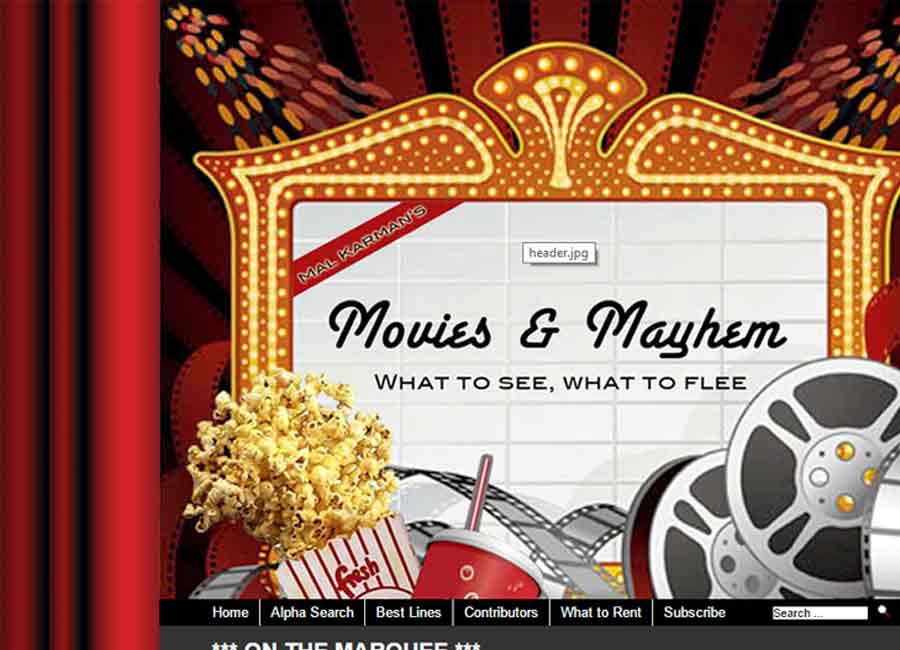 MAL KARMAN'S
header.jpg
Movies & Mayhem
WHAT TO SEE, WHAT TO FLEE
fresh
Home Alpha Search Best Lines Contributors What to Rent Subscribe Search ...
*** ON THE MARQUEE ***